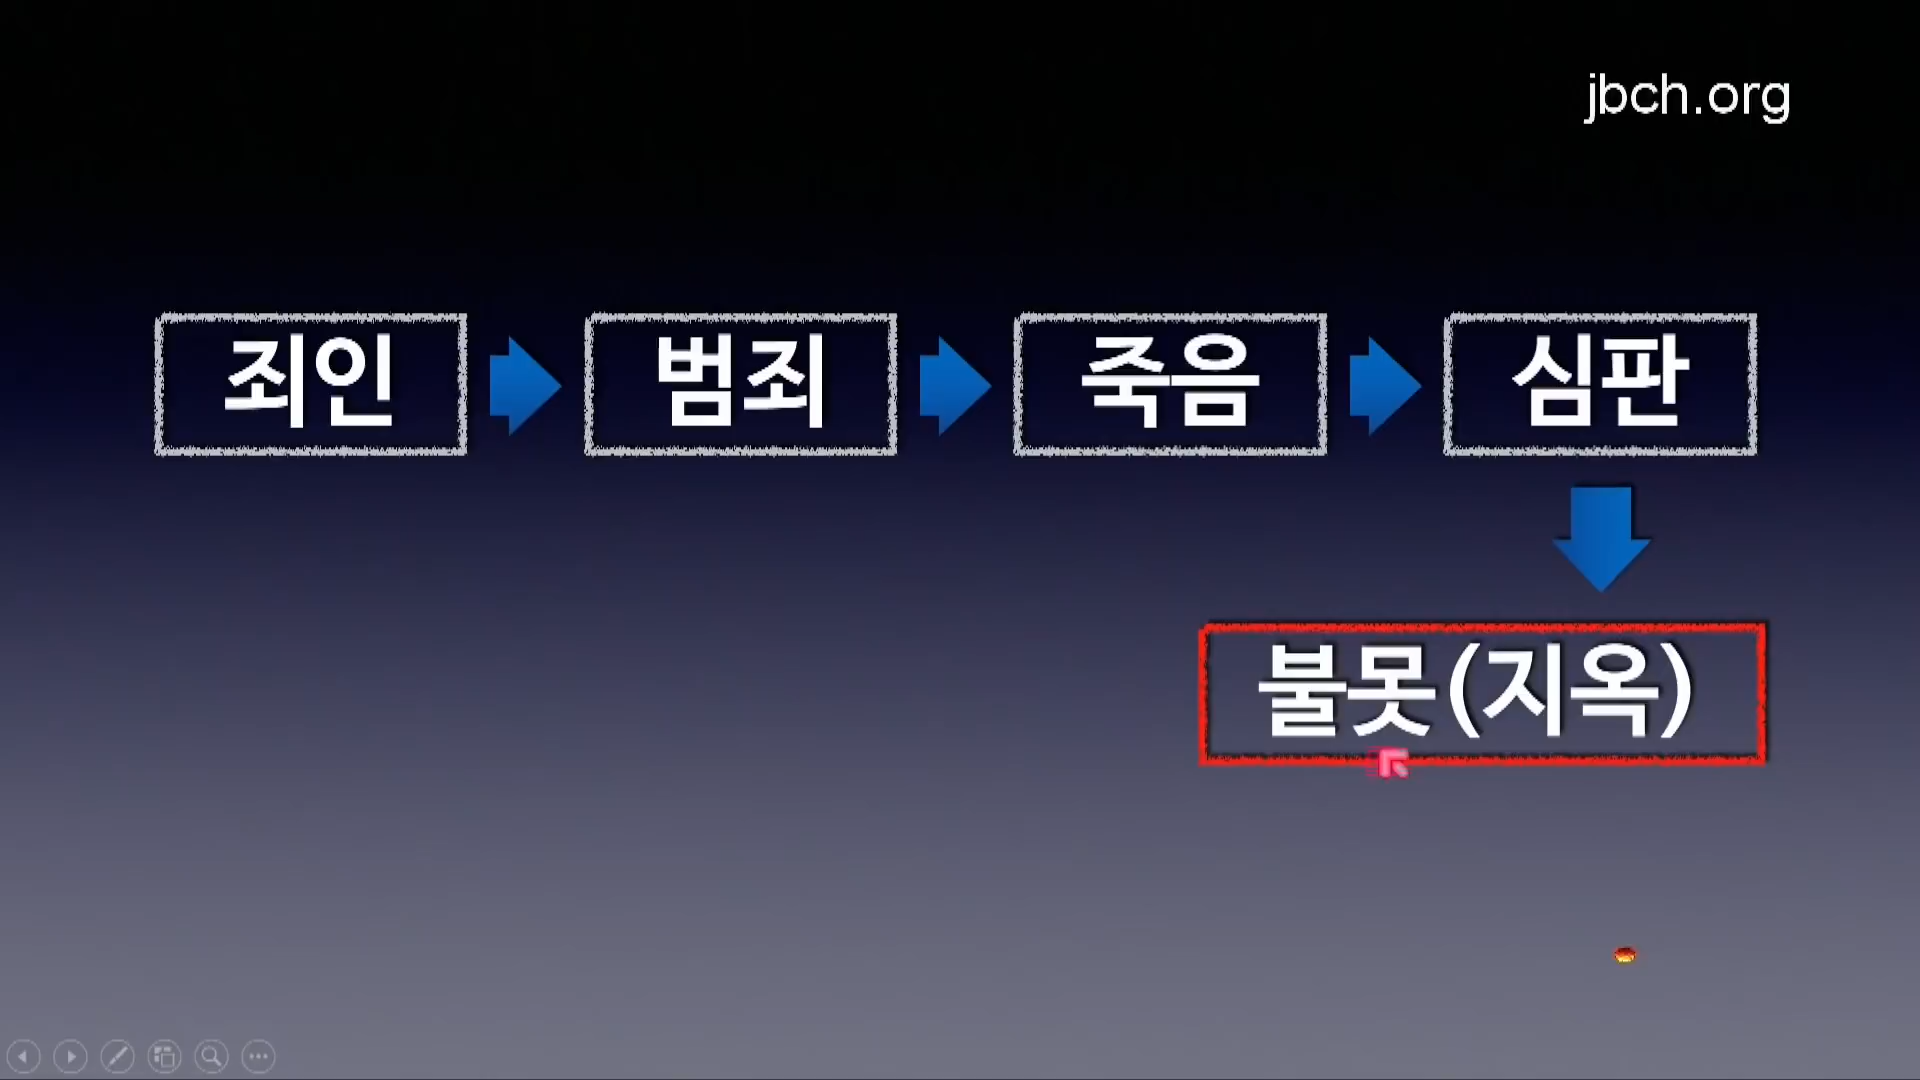 jbch.org
죄인
범죄
죽음
심판
불못(지옥)